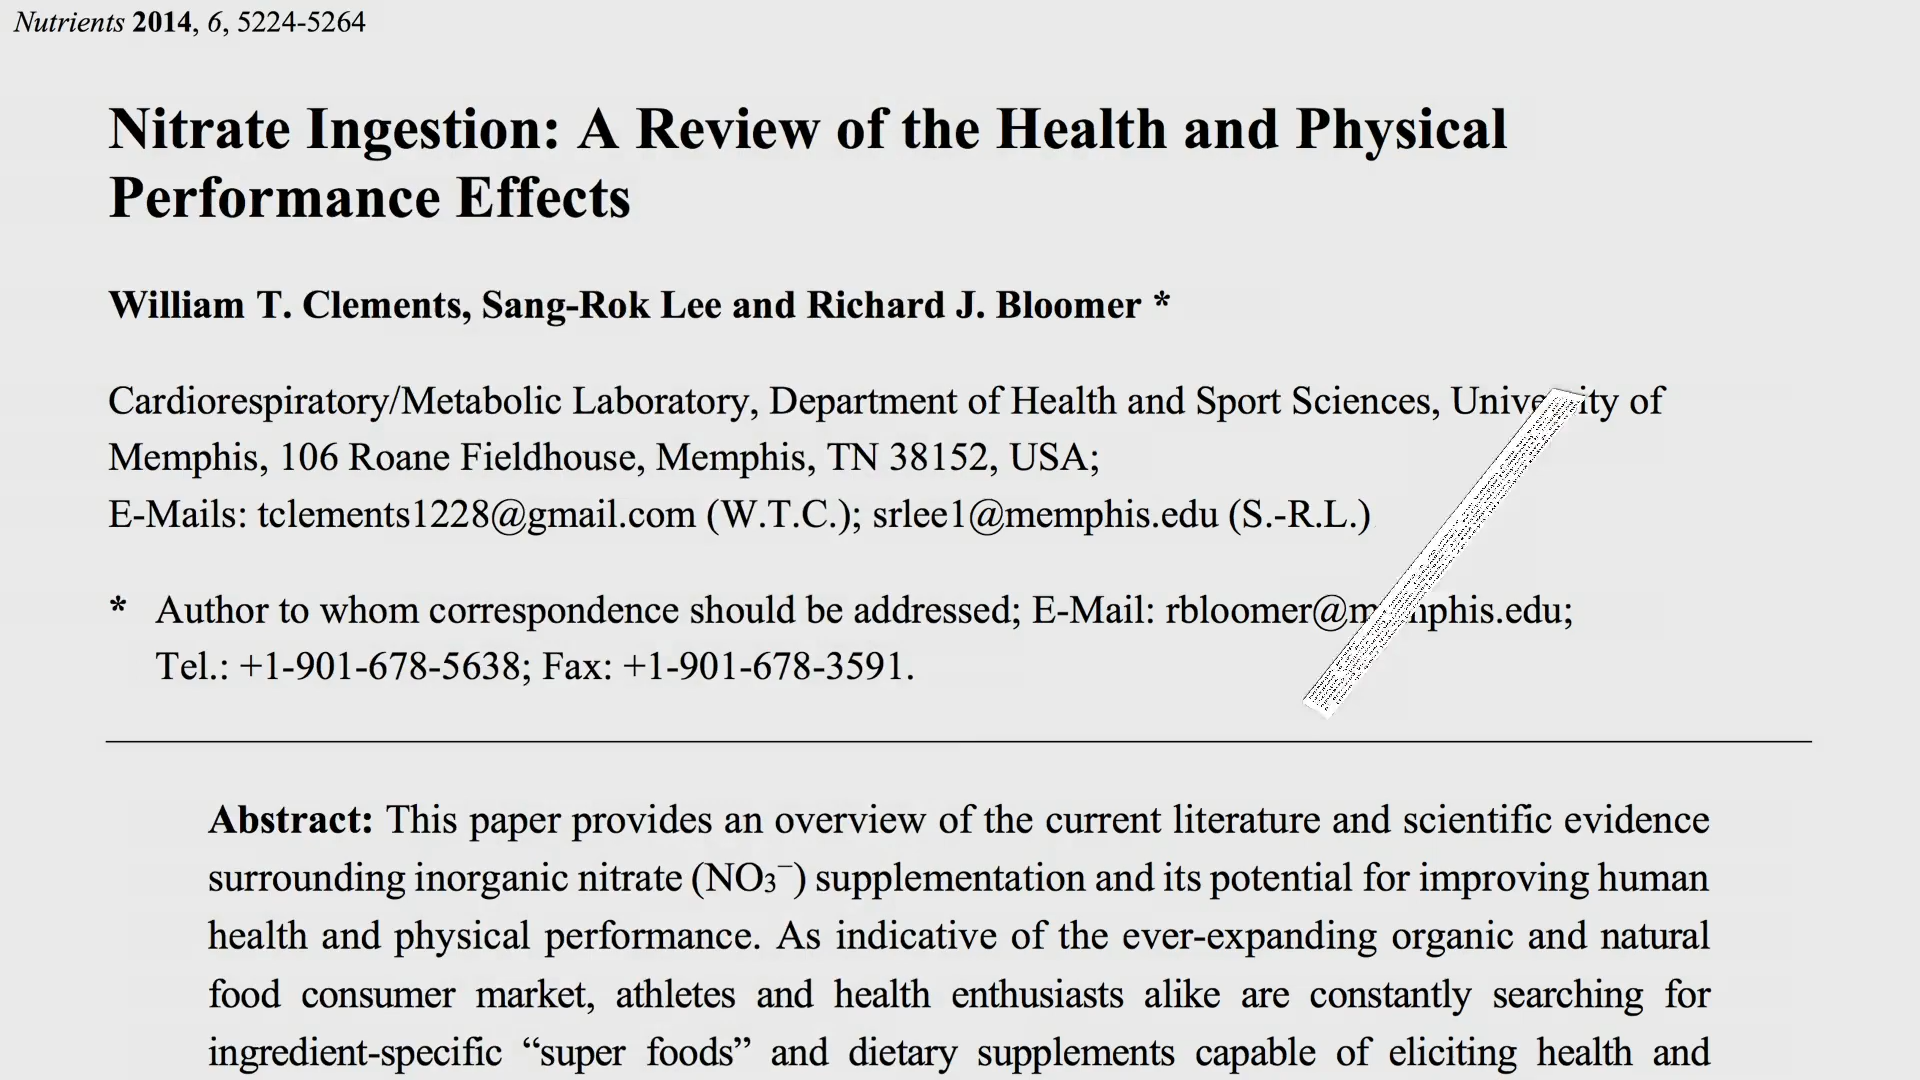 Nutrients 2014, 6, 5224-5264
Nitrate Ingestion: A Review of the Health and Physical
Performance Effects
William T. Clements, Sang-Rok Lee and Richard J. Bloomer *
Cardiorespiratory/Metabolic Laboratory, Department of Health and Sport Sciences, University of
Memphis, 106 Roane Fieldhouse, Memphis, TN 38152, USA;
E-Mails: tclements1228@gmail.com (W.T.C.); srlee1@memphis.edu (S.-R.L.)
* Author to whom correspondence should be addressed; E-Mail: rbloomer@memphis.edu;
Tel.: +1-901-678-5638; Fax: +1-901-678-3591.
Abstract: This paper provides an overview of the current literature and scientific evidence
surrounding inorganic nitrate (NO₃⁻) supplementation and its potential for improving human
health and physical performance. As indicative of the ever-expanding organic and natural
food consumer market, athletes and health enthusiasts alike are constantly searching for
ingredient-specific “super foods” and dietary supplements capable of eliciting health and